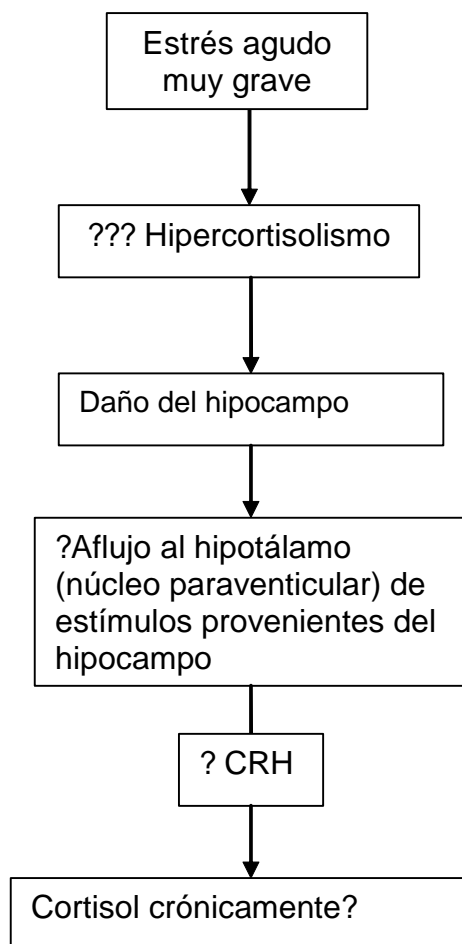 Estrés agudo
muy grave
??? Hipercortisolismo
Daño del hipocampo
?Aflujo al hipotálamo
(núcleo paraventicular) de
estímulos provenientes del
hipocampo
? CRH
Cortisol crónicamente?